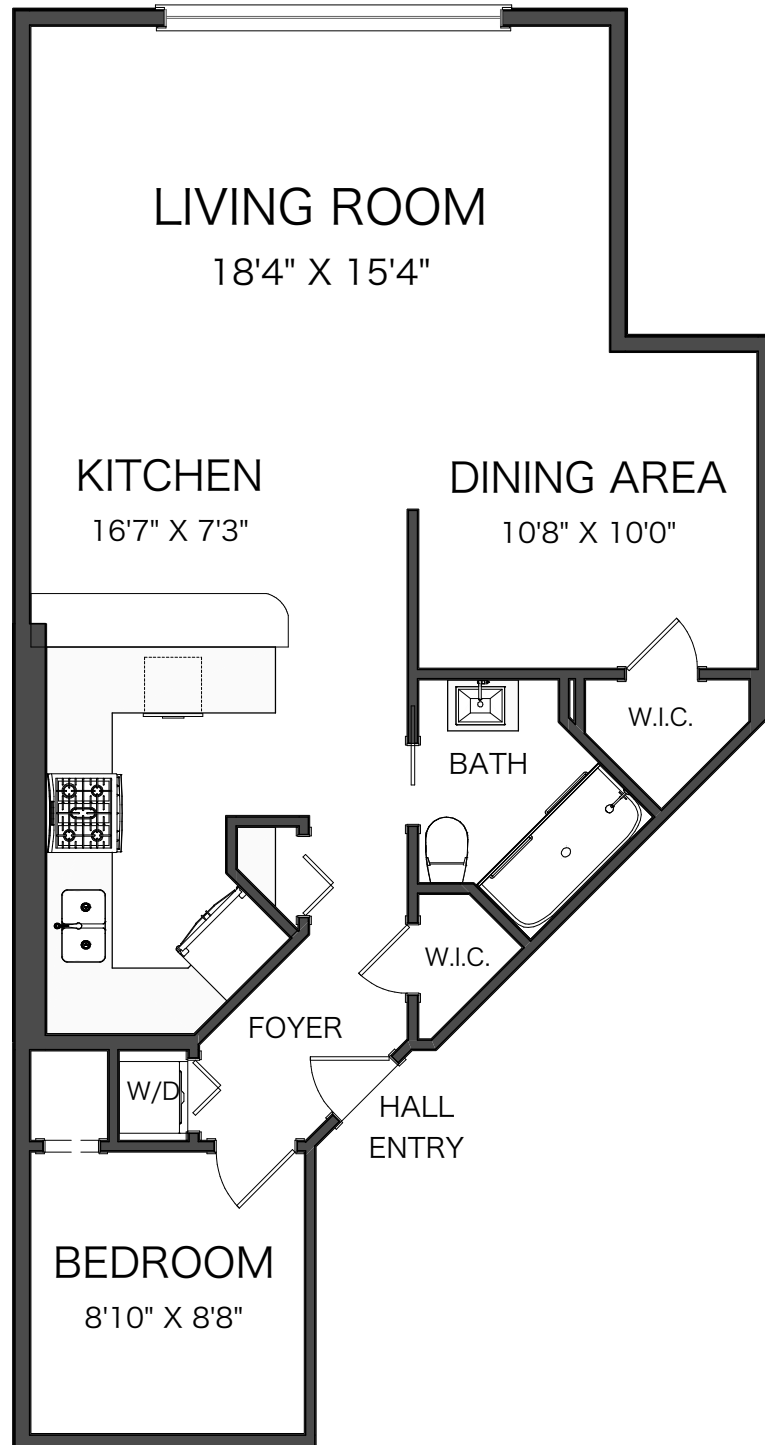 LIVING ROOM
18'4" X 15'4"
KITCHEN
16'7" X 7'3"
DINING AREA
10'8" X 10'0"
W.I.C.
BATH
W.I.C.
FOYER
W/D
HALL
ENTRY
BEDROOM
8'10" X 8'8"